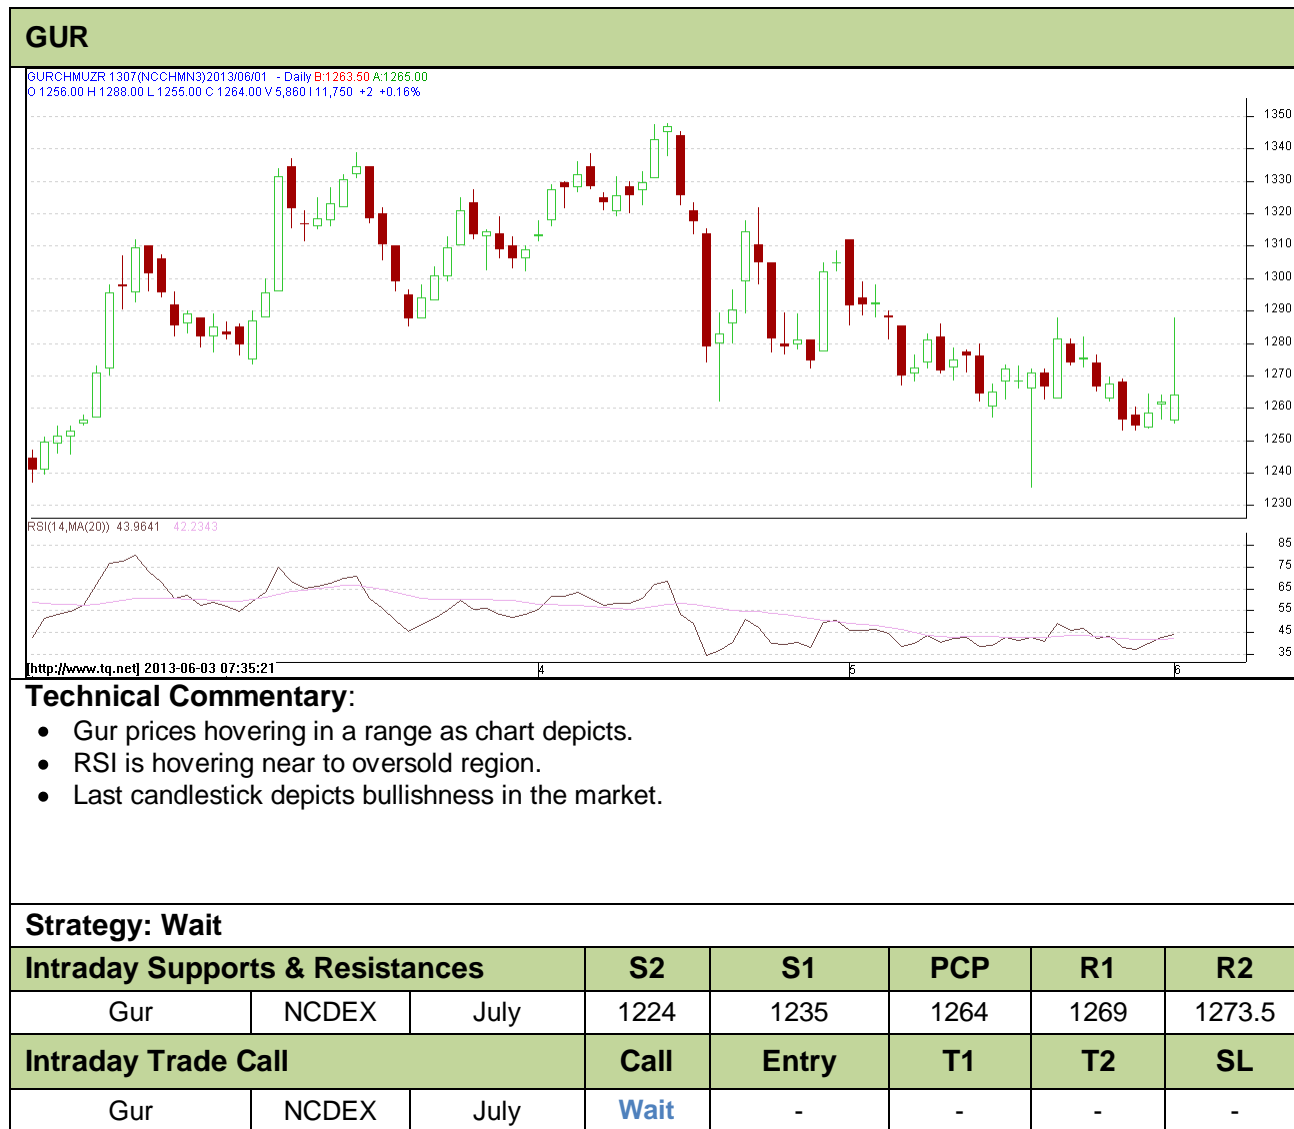 GUR
GURCHMUZR 1307(NCCHMN3)2013/06/01 - Daily B:1263.50 A:1265.00
O 1256.00 H 1288.00 L 1255.00 C 1264.00 V 5,860 I 11,750 +2 +0.16%
1350
1340
1330
1320
1310
1300
1290
1280
1270
1260
1250
1240
1230
RSI(14,MA(20)) 43.9641 42.2343
85
75
65
55
45
35
[http://www.tq.net] 2013-06-03 07:35:21 4 5 6
Technical Commentary:
• Gur prices hovering in a range as chart depicts.
• RSI is hovering near to oversold region.
• Last candlestick depicts bullishness in the market.
Strategy: Wait
Intraday Supports & Resistances S2 S1 PCP R1 R2
Gur NCDEX July 1224 1235 1264 1269 1273.5
Intraday Trade Call Call Entry T1 T2 SL
Gur NCDEX July Wait - - - -